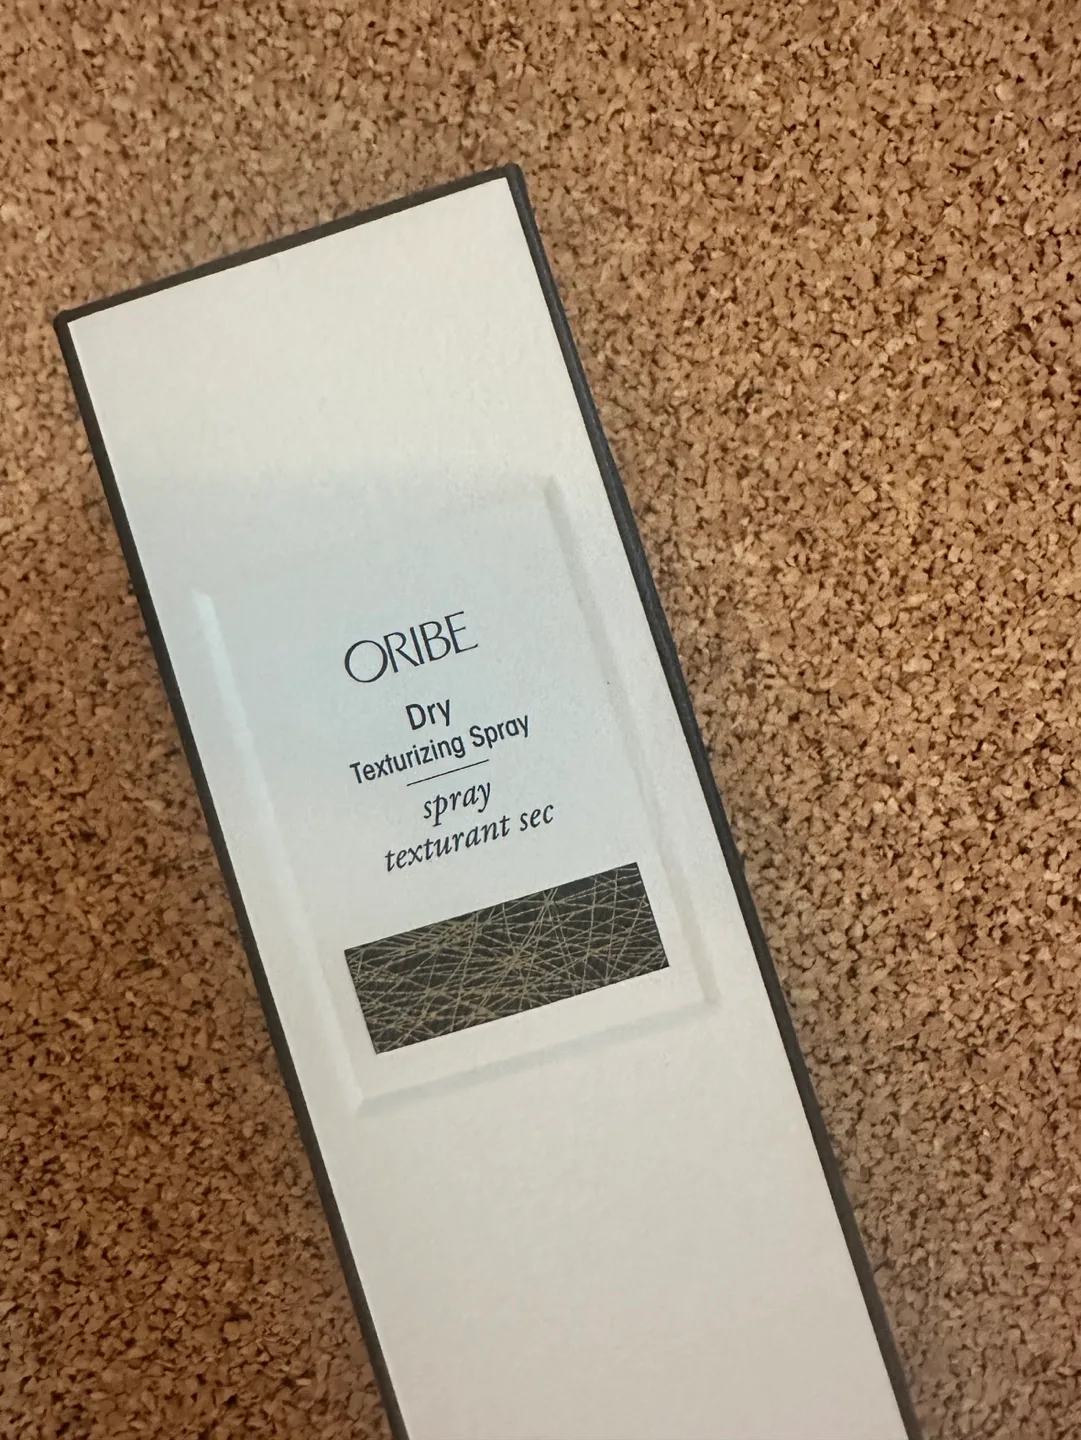 ORIBE
Dry
Texturizing Spray
spray
texturant sec